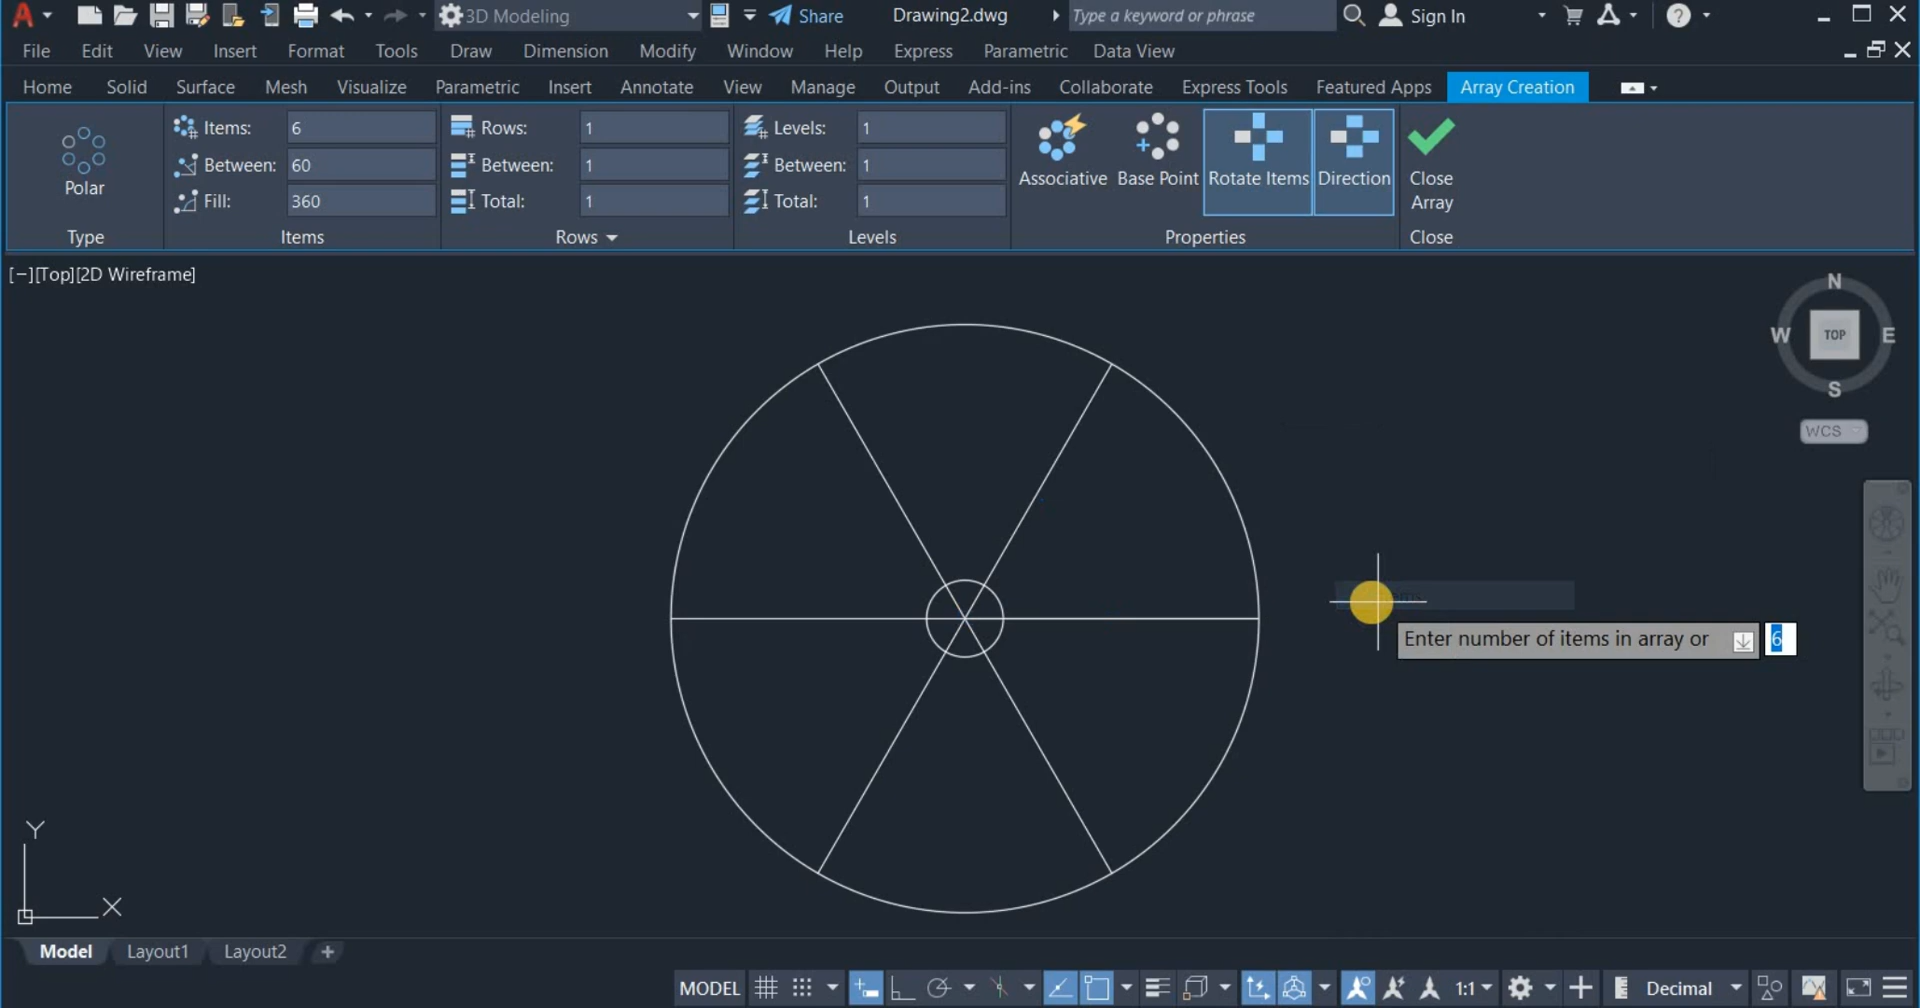 3D Modeling Share Drawing2.dwg Type a keyword or phrase Sign In
File Edit View Insert Format Tools Draw Dimension Modify Window Help Express Parametric Data View
Home Solid Surface Mesh Visualize Parametric Insert Annotate View Manage Output Add-ins Collaborate Express Tools Featured Apps Array Creation
Items: 6 Rows: 1 Levels: 1
Between: 60 Between: 1 Between: 1
Polar Associative Base Point Rotate Items Direction Close Array
Fill: 360 Total: 1 Total: 1
Type Items Rows Levels Properties Close
[−][Top][2D Wireframe]
N
W TOP E
S
WCS
Enter number of items in array or 6
Y
X
Model Layout1 Layout2 +
MODEL 1:1 Decimal